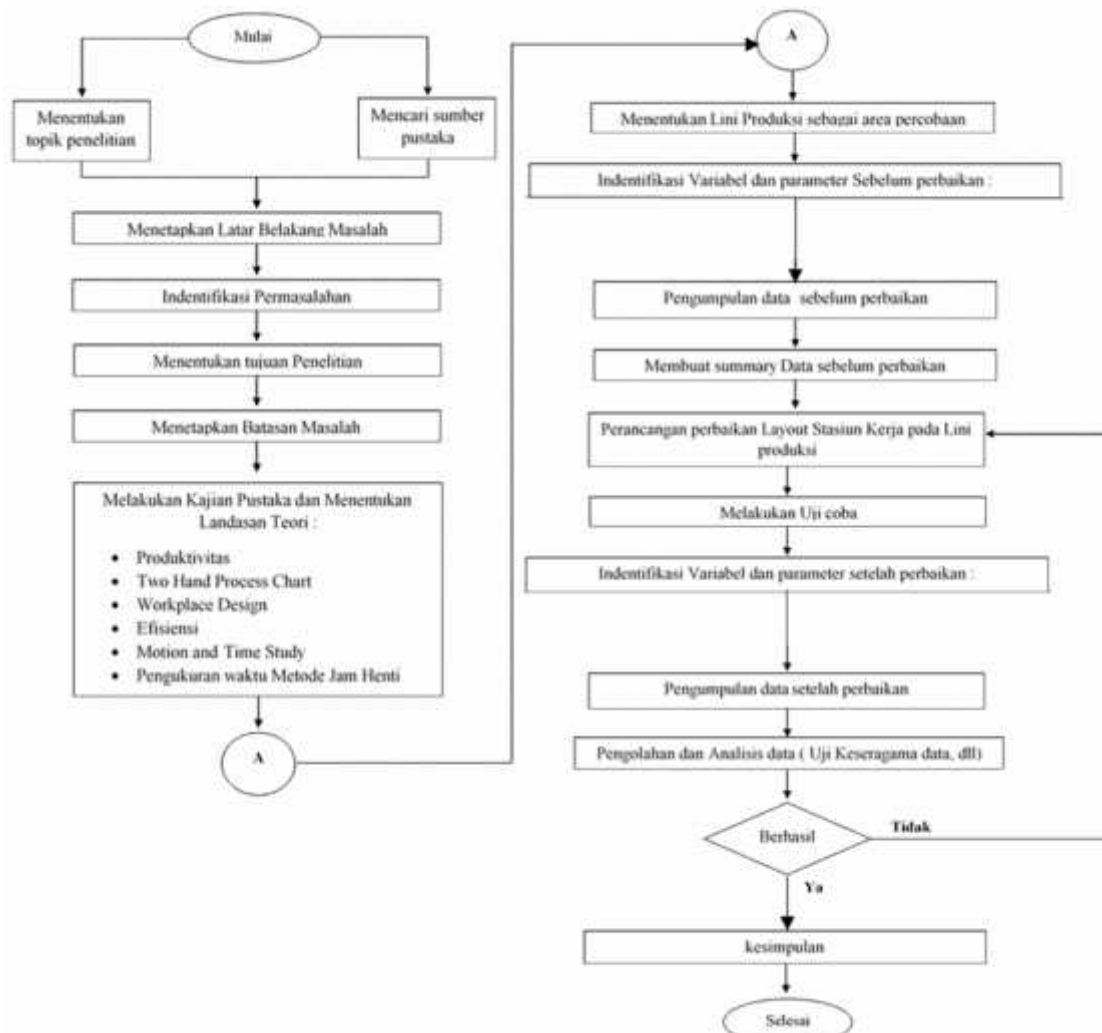 Mulai
Menentukan
topik penelitian
Mencari sumber
pustaka
Menetapkan Latar Belakang Masalah
Indentifikasi Permasalahan
Menentukan tujuan Penelitian
Menetapkan Batasan Masalah
Melakukan Kajian Pustaka dan Menentukan
Landasan Teori :
• Produktivitas
• Two Hand Process Chart
• Workplace Design
• Efisiensi
• Motion and Time Study
• Pengukuran waktu Metode Jam Henti
A
A
Menentukan Lini Produksi sebagai area percobaan
Indentifikasi Variabel dan parameter Sebelum perbaikan :
Pengumpulan data sebelum perbaikan
Membuat summary Data sebelum perbaikan
Perancangan perbaikan Layout Stasiun Kerja pada Lini
produksi
Melakukan Uji coba
Indentifikasi Variabel dan parameter setelah perbaikan :
Pengumpulan data setelah perbaikan
Pengolahan dan Analisis data ( Uji Keseragama data, dll)
Berhasil
Tidak
Ya
kesimpulan
Selesai